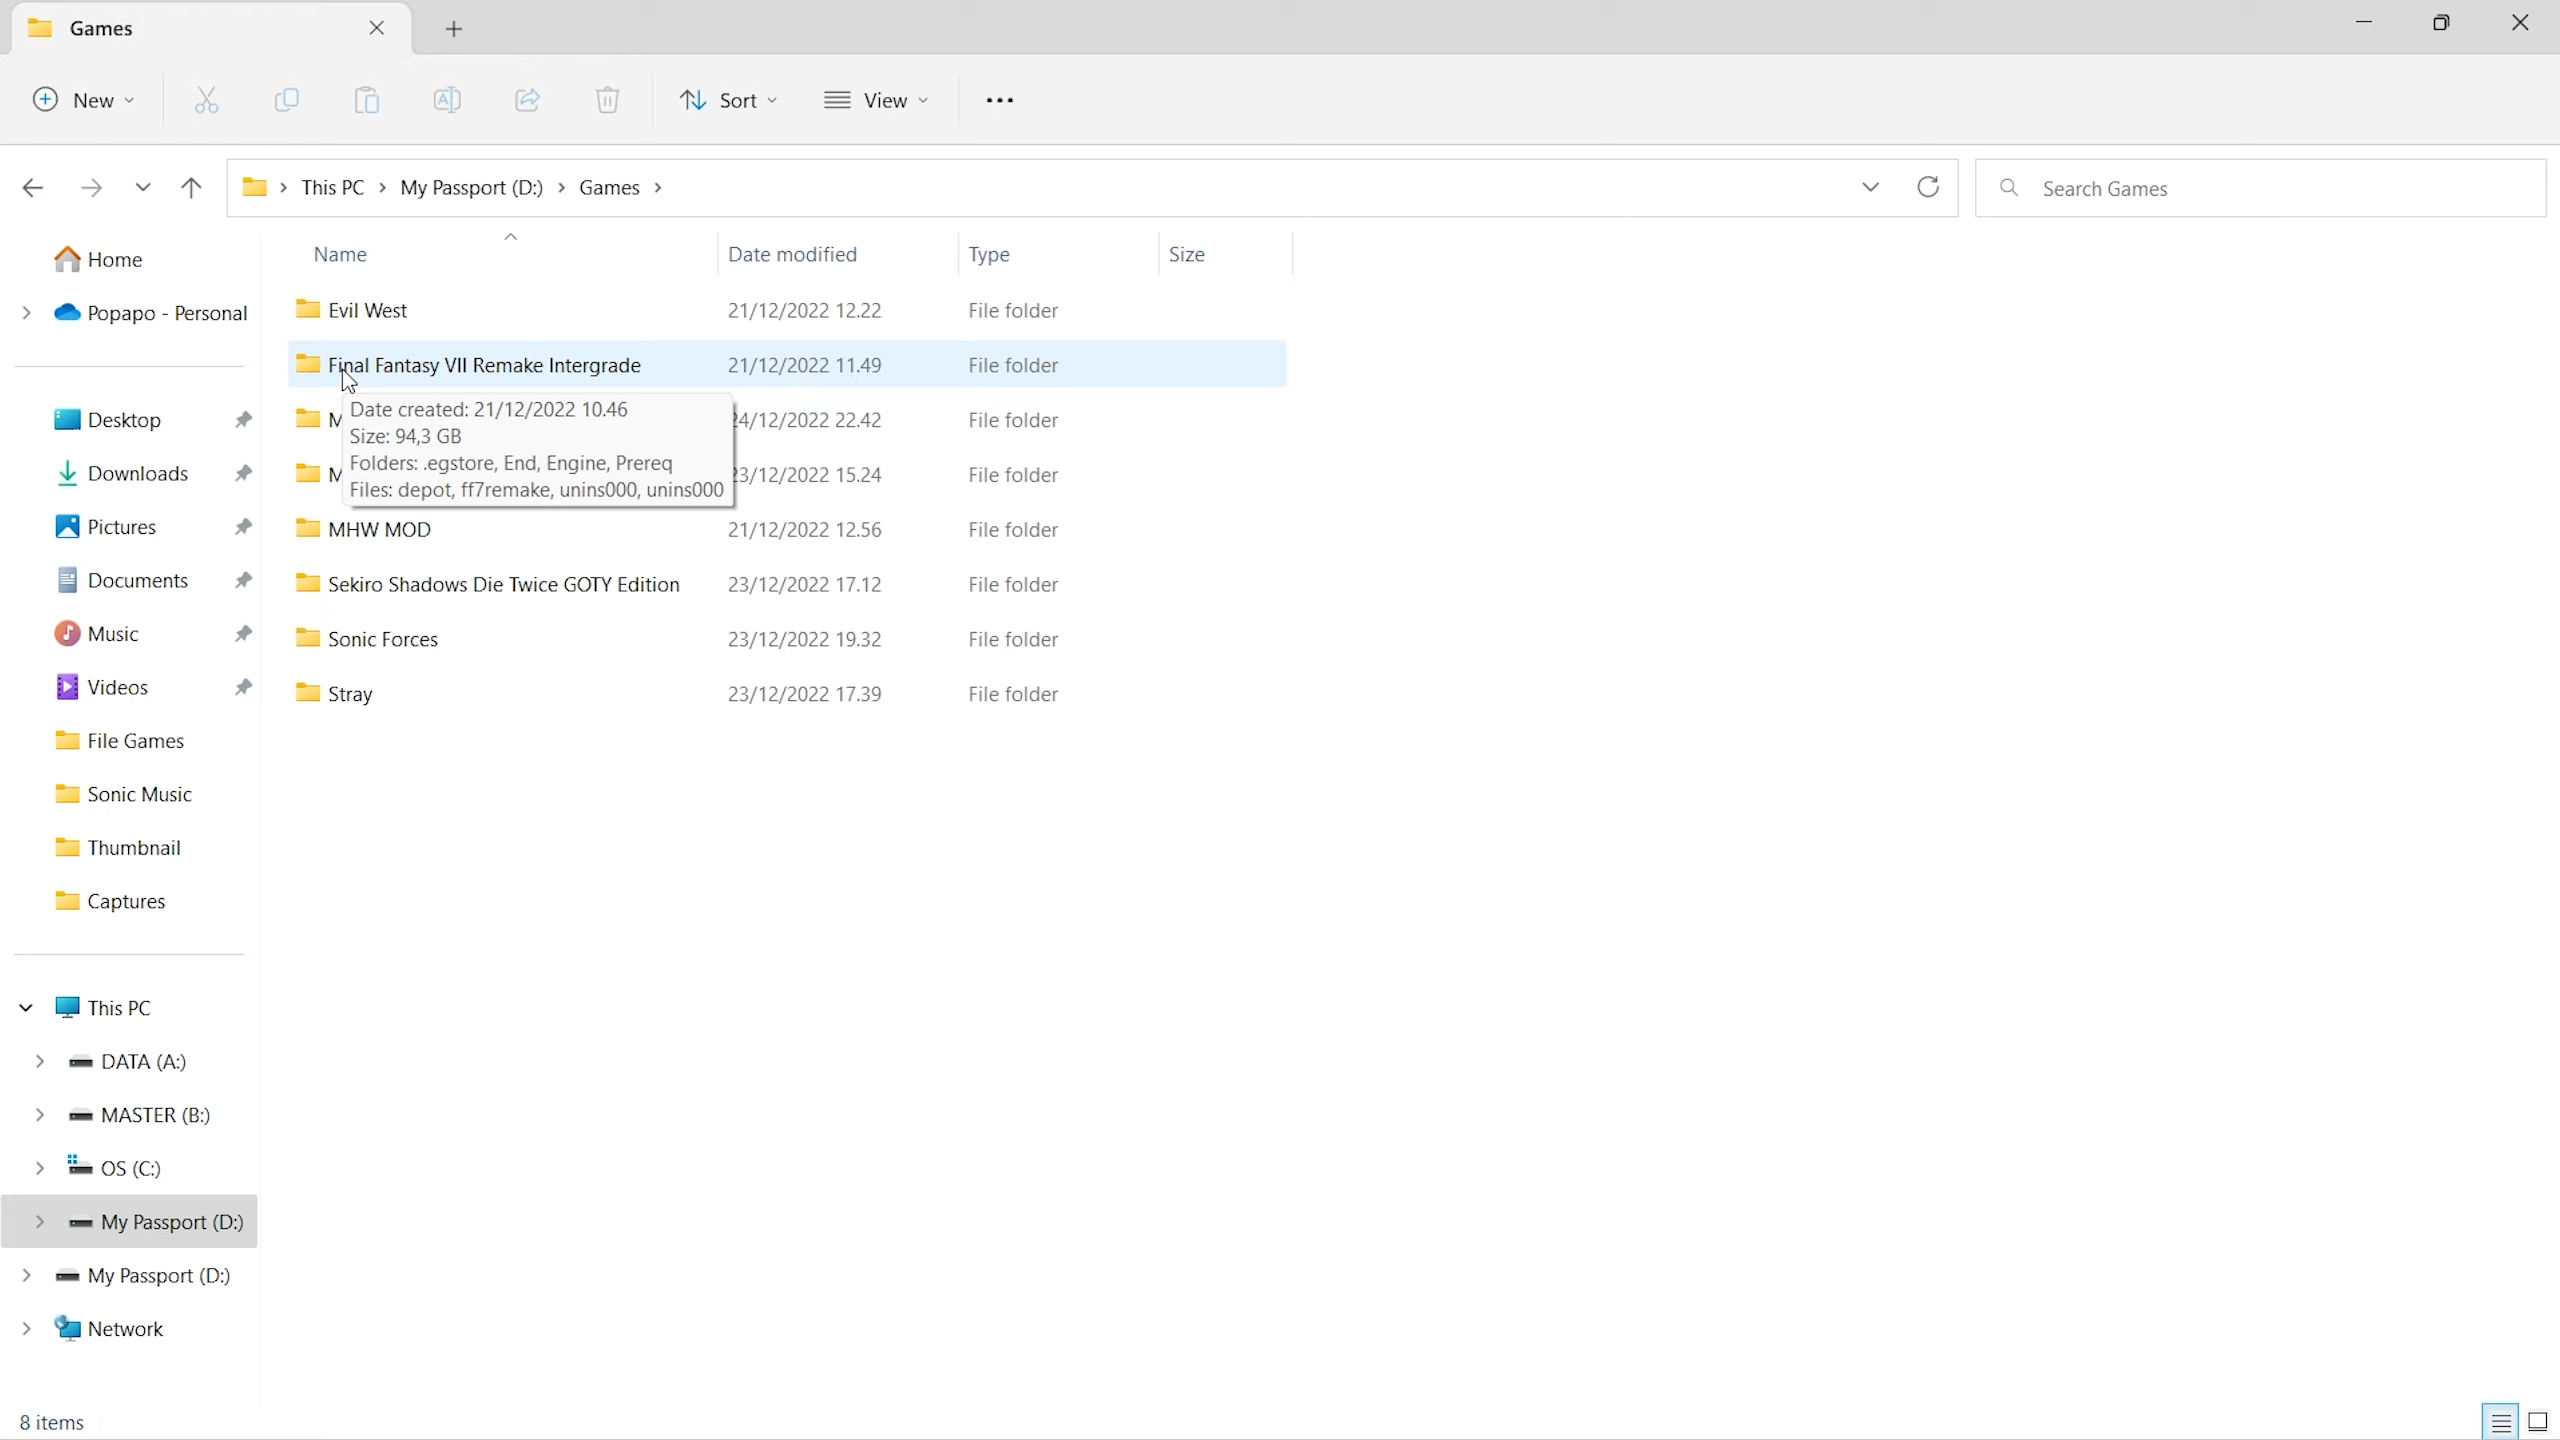 Games
New
Sort
View
This PC > My Passport (D:) > Games >
Search Games
Name
Date modified
Type
Size
Home
Popapo - Personal
Desktop
Downloads
Pictures
Documents
Music
Videos
File Games
Sonic Music
Thumbnail
Captures
This PC
DATA (A:)
MASTER (B:)
OS (C:)
My Passport (D:)
My Passport (D:)
Network
Evil West 21/12/2022 12.22 File folder
Final Fantasy VII Remake Intergrade 21/12/2022 11.49 File folder
Date created: 21/12/2022 10.46
Size: 94,3 GB
Folders: .egstore, End, Engine, Prereq
Files: depot, ff7remake, unins000, unins000
M 24/12/2022 22.42 File folder
M 23/12/2022 15.24 File folder
MHW MOD 21/12/2022 12.56 File folder
Sekiro Shadows Die Twice GOTY Edition 23/12/2022 17.12 File folder
Sonic Forces 23/12/2022 19.32 File folder
Stray 23/12/2022 17.39 File folder
8 items